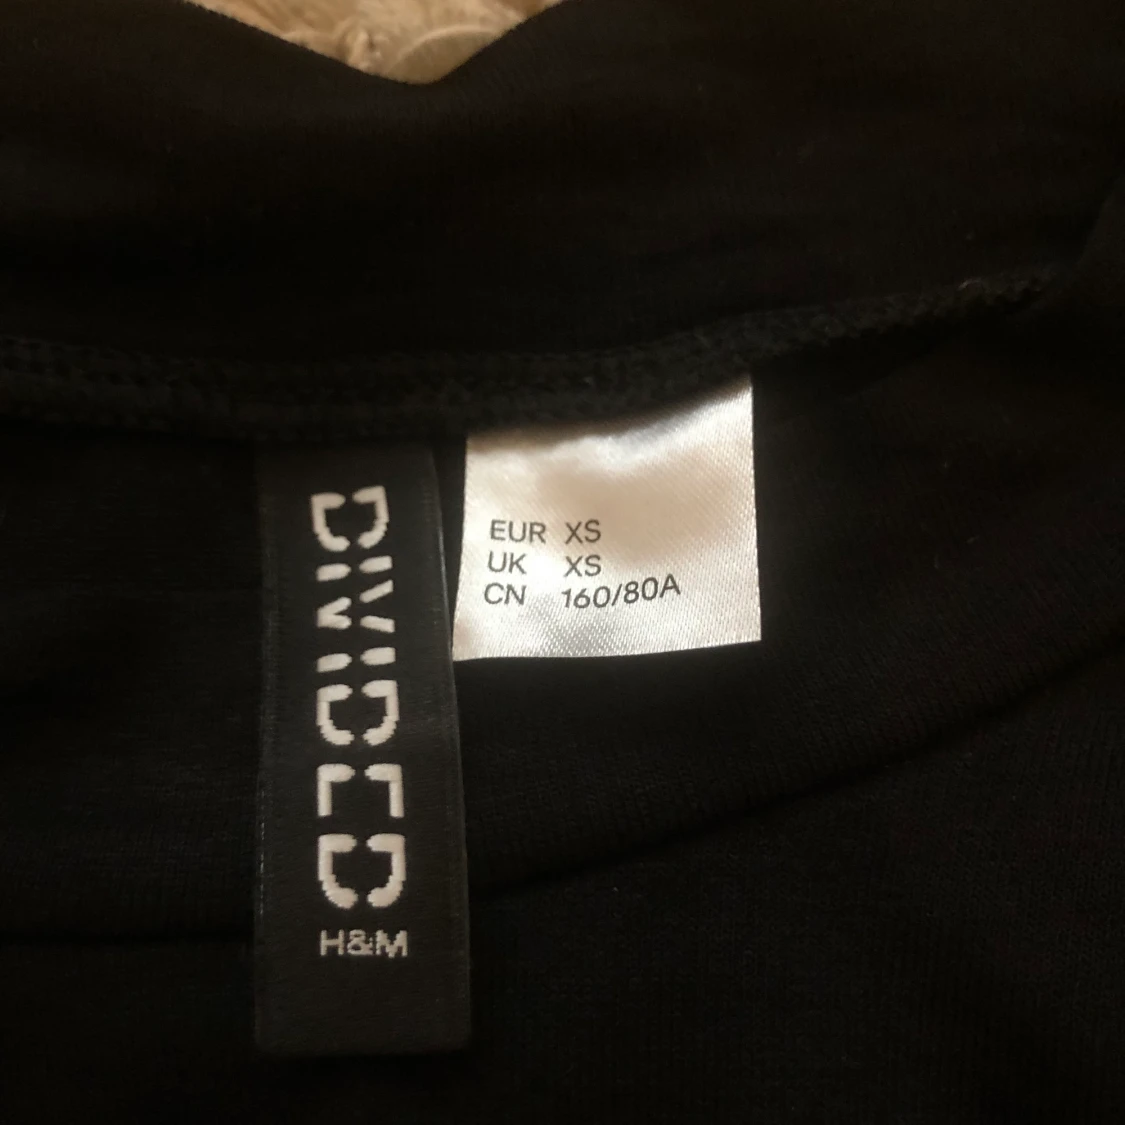 DIVIDED
H&M
EUR XS
UK XS
CN 160/80A